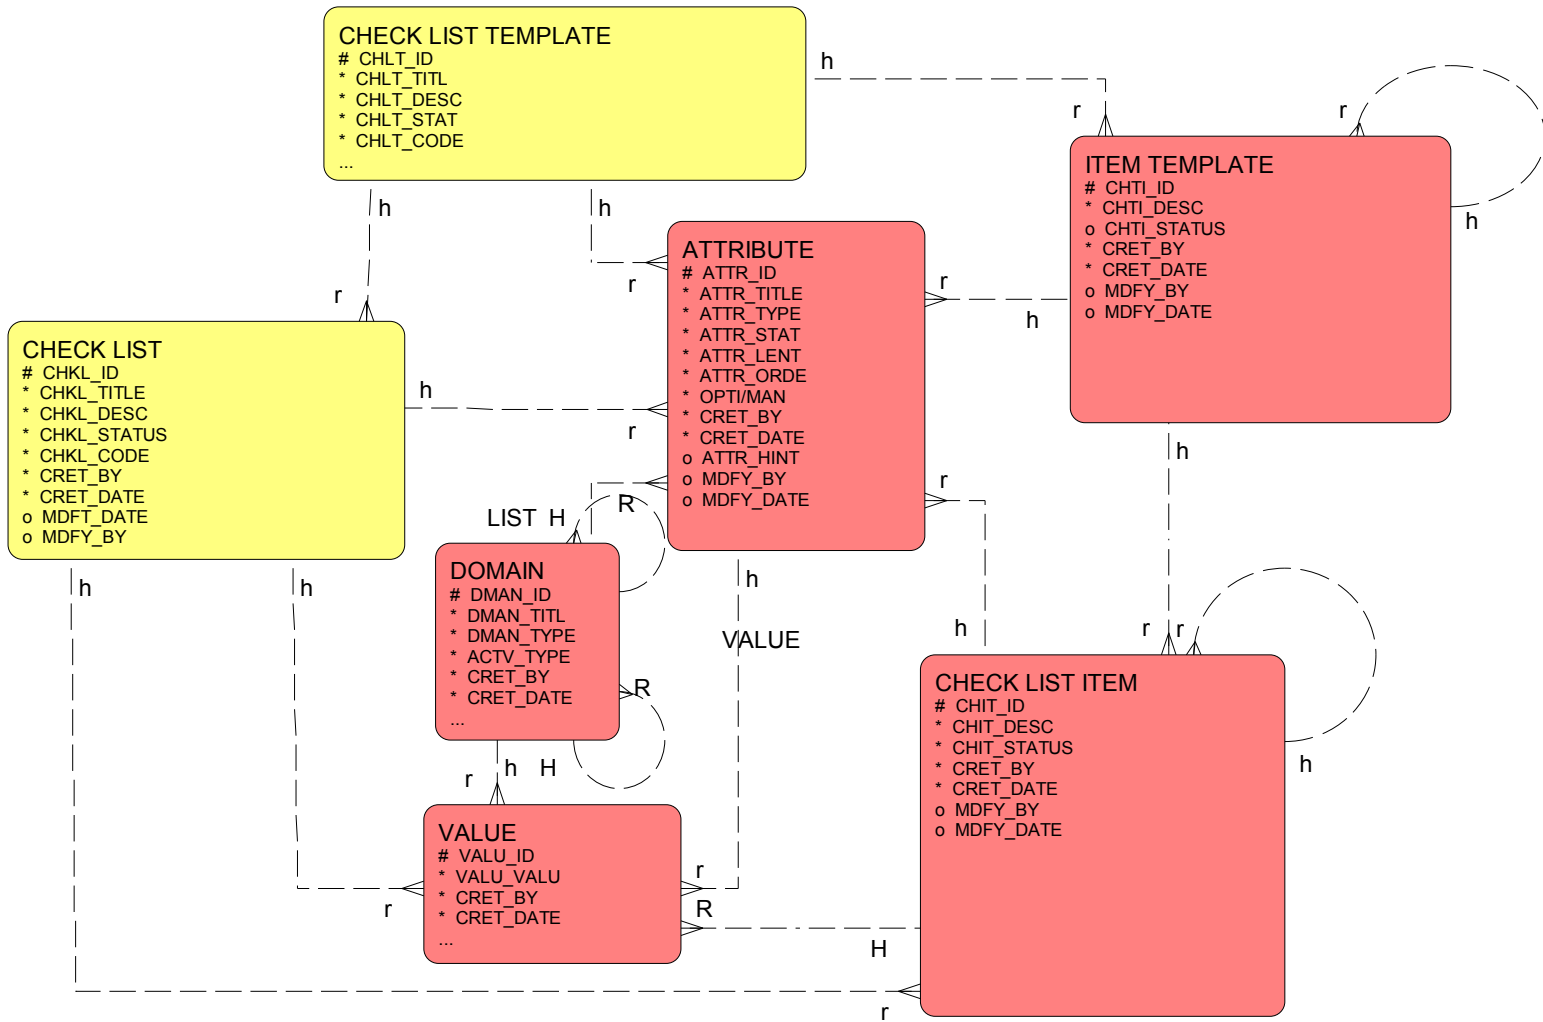 CHECK LIST TEMPLATE
# CHLT_ID
* CHLT_TITL
* CHLT_DESC
* CHLT_STAT
* CHLT_CODE
...
h
r
r
h
ITEM TEMPLATE
# CHTI_ID
* CHTI_DESC
o CHTI_STATUS
* CRET_BY
* CRET_DATE
o MDFY_BY
o MDFY_DATE
h
r
h
r
ATTRIBUTE
# ATTR_ID
* ATTR_TITLE
* ATTR_TYPE
* ATTR_STAT
* ATTR_LENT
* ATTR_ORDE
* OPTI/MAN
* CRET_BY
* CRET_DATE
o ATTR_HINT
o MDFY_BY
o MDFY_DATE
r
h
CHECK LIST
# CHKL_ID
* CHKL_TITLE
* CHKL_DESC
* CHKL_STATUS
* CHKL_CODE
* CRET_BY
* CRET_DATE
o MDFT_DATE
o MDFY_BY
h
r
h
r
LIST H
R
DOMAIN
# DMAN_ID
* DMAN_TITL
* DMAN_TYPE
* ACTV_TYPE
* CRET_BY
* CRET_DATE
...
h
h
h
VALUE
h
r
r
R
H
r
h
CHECK LIST ITEM
# CHIT_ID
* CHIT_DESC
* CHIT_STATUS
* CRET_BY
* CRET_DATE
o MDFY_BY
o MDFY_DATE
h
VALUE
# VALU_ID
* VALU_VALU
* CRET_BY
* CRET_DATE
...
r
r
R
H
r